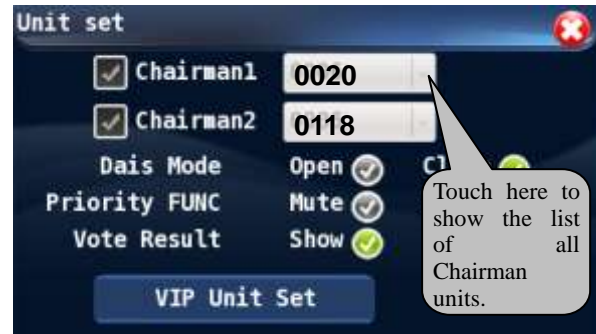 Unit set
Chairman1 0020
Chairman2 0118
Dais Mode Open
Priority FUNC Mute
Vote Result Show
VIP Unit Set
Touch here to
show the list
of all
Chairman
units.